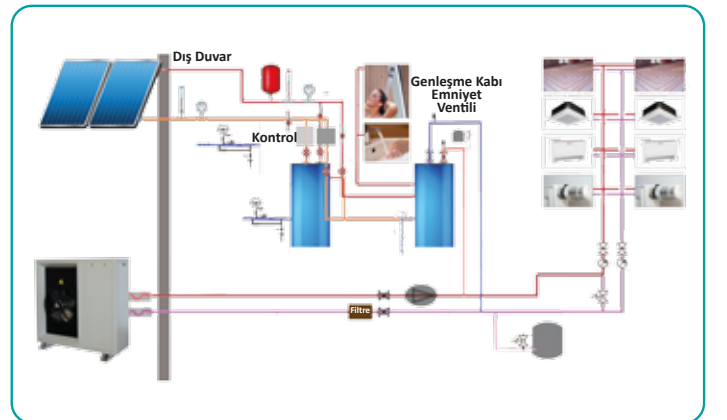 Dış Duvar
Genleşme Kabı
Emniyet
Ventili
Kontrol
Filtre